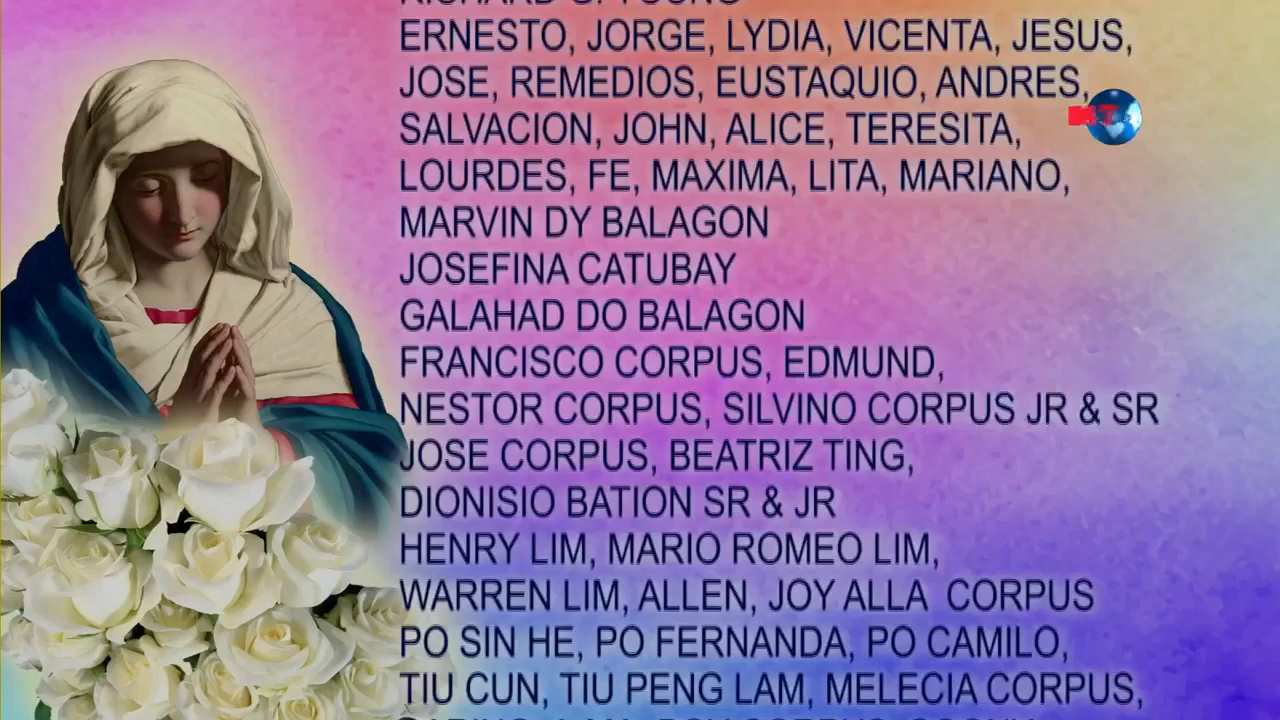 ERNESTO, JORGE, LYDIA, VICENTA, JESUS,
JOSE, REMEDIOS, EUSTAQUIO, ANDRES,
SALVACION, JOHN, ALICE, TERESITA,
LOURDES, FE, MAXIMA, LITA, MARIANO,
MARVIN DY BALAGON
JOSEFINA CATUBAY
GALAHAD DO BALAGON
FRANCISCO CORPUS, EDMUND,
NESTOR CORPUS, SILVINO CORPUS JR & SR
JOSE CORPUS, BEATRIZ TING,
DIONISIO BATION SR & JR
HENRY LIM, MARIO ROMEO LIM,
WARREN LIM, ALLEN, JOY ALLA CORPUS
PO SIN HE, PO FERNANDA, PO CAMILO,
TIU CUN, TIU PENG LAM, MELECIA CORPUS,